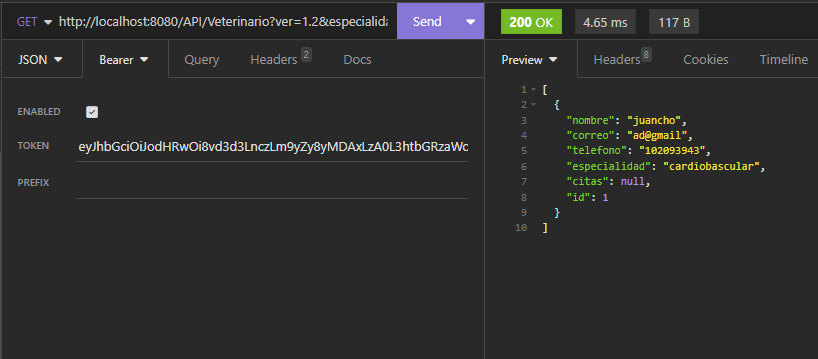 GET http://localhost:8080/API/Veterinario?ver=1.2&especialida Send 200 OK 4.65 ms 117 B
JSON Bearer Query Headers 2 Docs Preview Headers 8 Cookies Timeline
ENABLED
TOKEN eyJhbGciOiJodHRwOi8vd3d3LnczLm9yZy8yMDAxLzA0L3htbGRzaWc
PREFIX
1 [
2 {
3 "nombre": "juancho",
4 "correo": "ad@gmail",
5 "telefono": "102093943",
6 "especialidad": "cardiobascular",
7 "citas": null,
8 "id": 1
9 }
10 ]